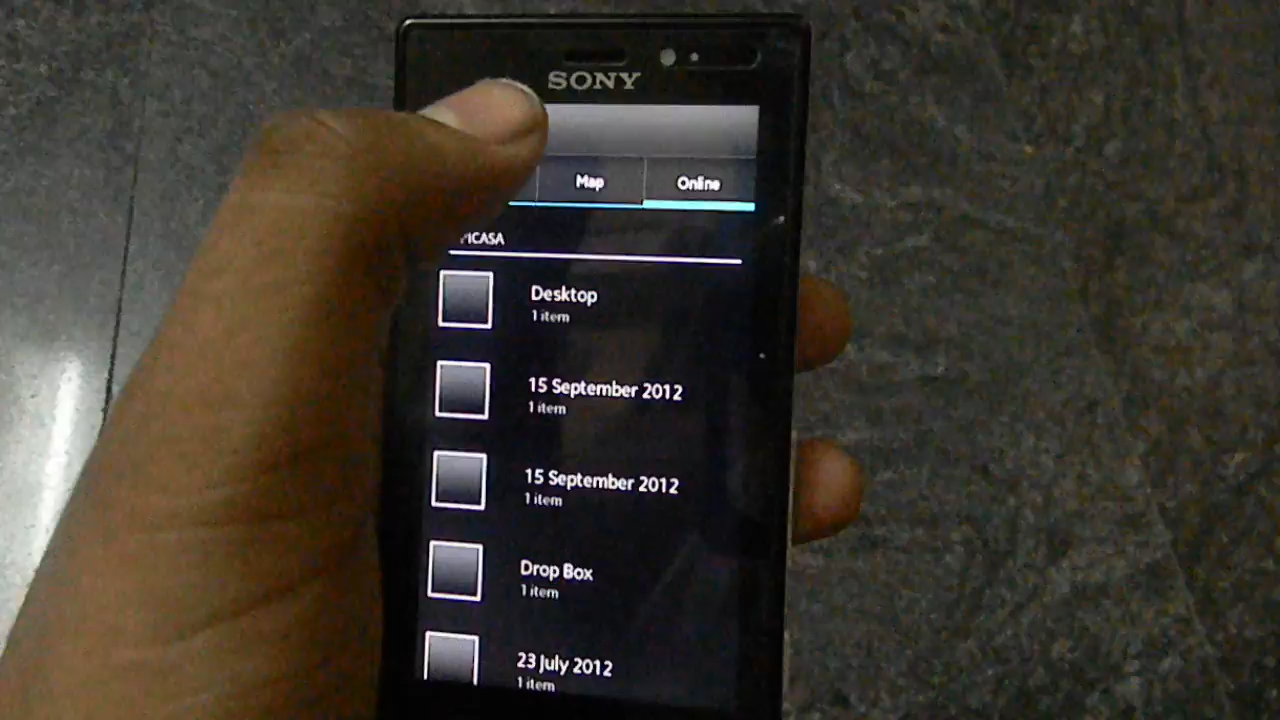 SONY
Map
Online
PICASA
Desktop
1 item
15 September 2012
1 item
15 September 2012
1 item
Drop Box
1 item
23 July 2012
1 item